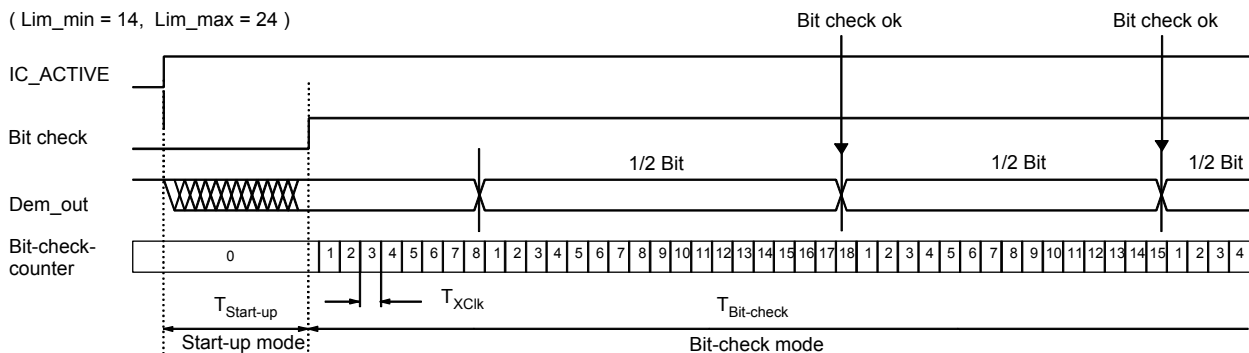 ( Lim_min = 14, Lim_max = 24 )
Bit check ok
Bit check ok
IC_ACTIVE
Bit check
1/2 Bit
1/2 Bit
1/2 Bit
Dem_out
Bit-check-
counter
0
1 2 3 4 5 6 7 8 1 2 3 4 5 6 7 8 9 10 11 12 13 14 15 16 17 18 1 2 3 4 5 6 7 8 9 10 11 12 13 14 15 1 2 3 4
TStart-up
TXClk
TBit-check
Start-up mode
Bit-check mode